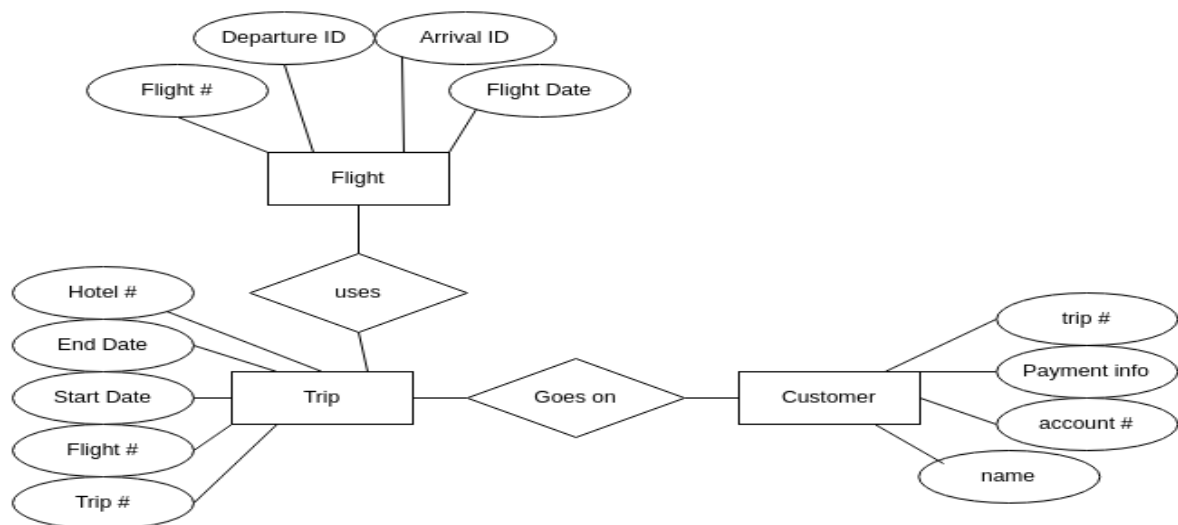 Departure ID
Arrival ID
Flight #
Flight Date
Flight
uses
Hotel #
End Date
Start Date
Flight #
Trip #
Trip
Goes on
Customer
trip #
Payment info
account #
name